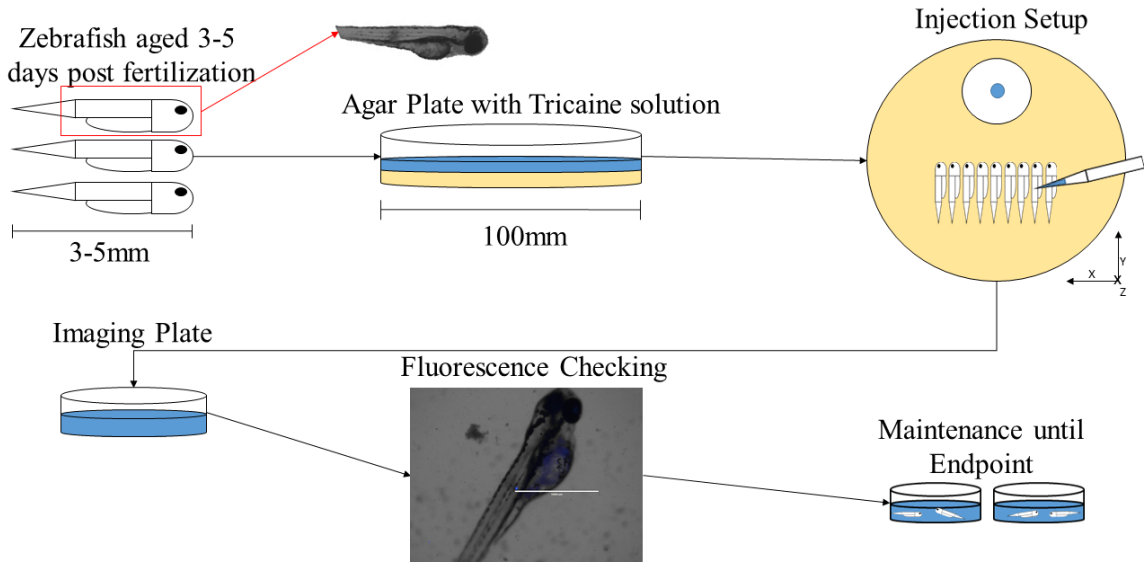 Zebrafish aged 3-5
days post fertilization
3-5mm
Agar Plate with Tricaine solution
100mm
Injection Setup
Y
X
Z
Imaging Plate
Fluorescence Checking
Maintenance until
Endpoint